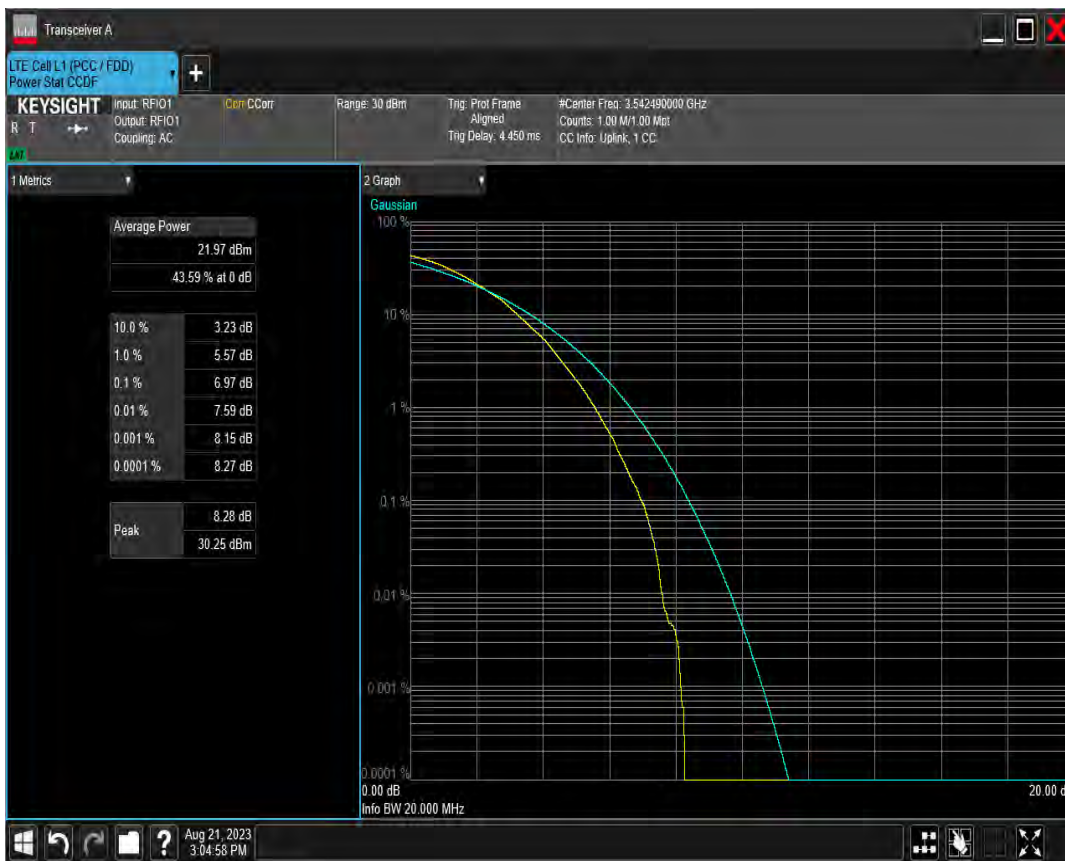 Transceiver A
LTE Cell L1 (PCC / FDD)
Power Stat CCDF
+
KEYSIGHT
R T
LXI
Input: RFIO1
Output: RFIO1
Coupling: AC
Corr CCorr
Range: 30 dBm
Trig: Prot Frame
Aligned
Trig Delay: 4.450 ms
#Center Freq: 3.542490000 GHz
Counts: 1.00 M/1.00 Mpt
CC Info: Uplink, 1 CC
1 Metrics
Average Power
21.97 dBm
43.59 % at 0 dB
10.0 % 3.23 dB
1.0 % 5.57 dB
0.1 % 6.97 dB
0.01 % 7.59 dB
0.001 % 8.15 dB
0.0001 % 8.27 dB
Peak
8.28 dB
30.25 dBm
2 Graph
Gaussian
100 %
10 %
1 %
0.1 %
0.01 %
0.001 %
0.0001 %
0.00 dB
20.00 d
Info BW 20.000 MHz
?
Aug 21, 2023
3:04:58 PM